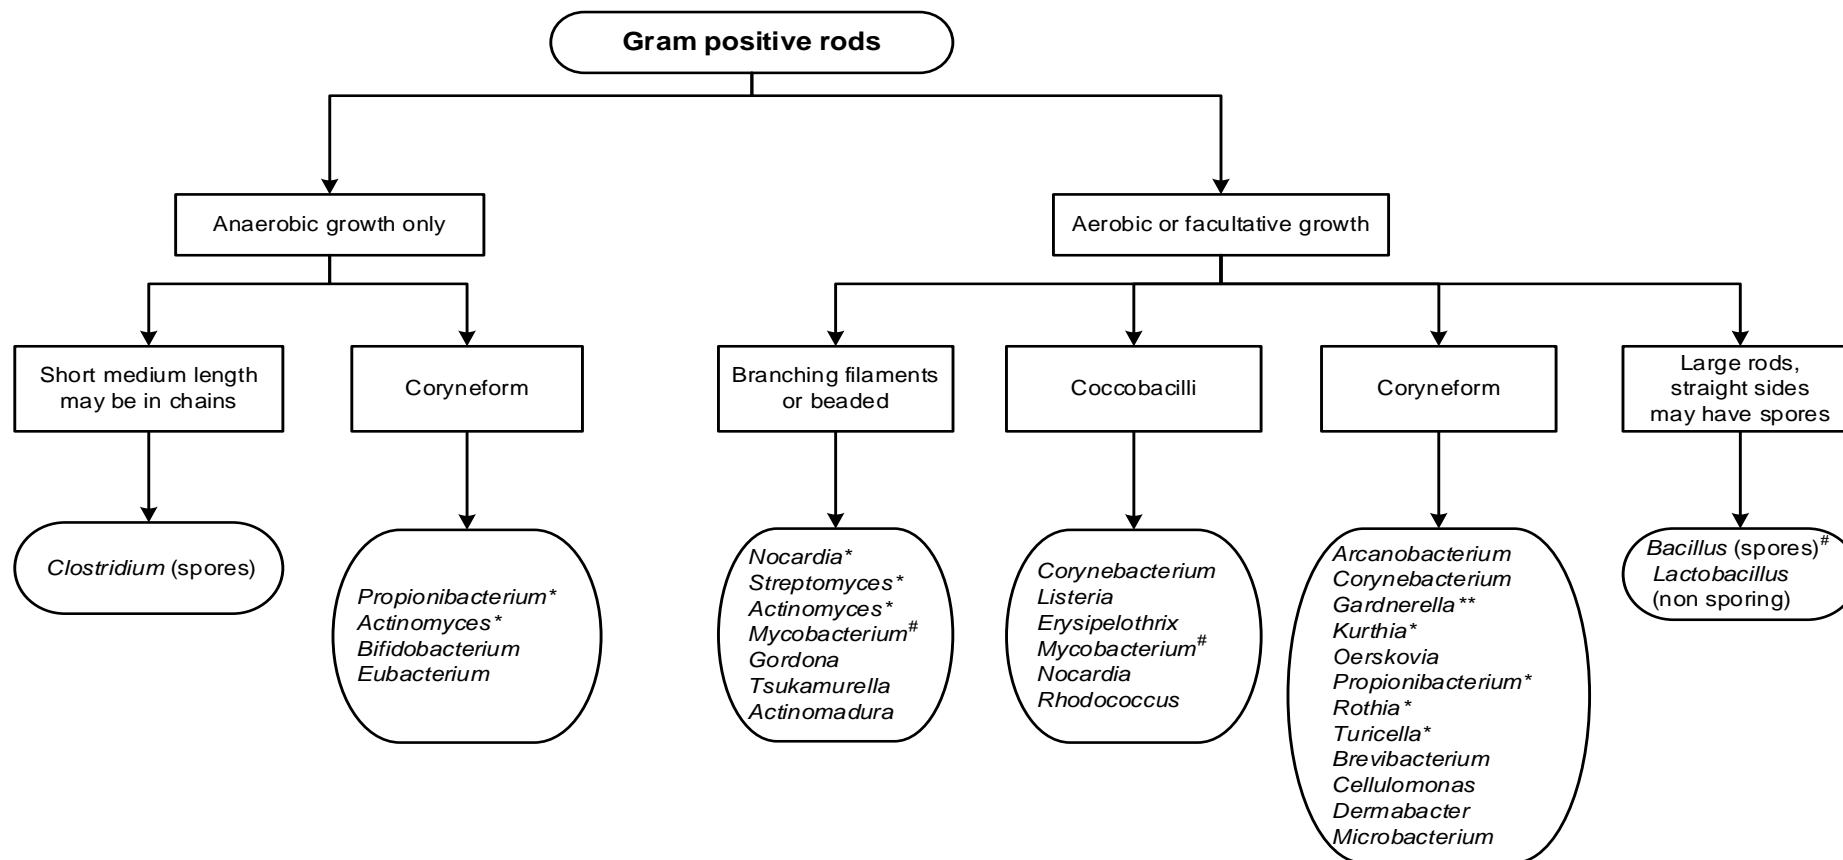 Gram positive rods
Anaerobic growth only
Aerobic or facultative growth
Short medium length
may be in chains
Coryneform
Branching filaments
or beaded
Coccobacilli
Coryneform
Large rods,
straight sides
may have spores
Clostridium (spores)
Propionibacterium*
Actinomyces*
Bifidobacterium
Eubacterium
Nocardia*
Streptomyces*
Actinomyces*
Mycobacterium#
Gordona
Tsukamurella
Actinomadura
Corynebacterium
Listeria
Erysipelothrix
Mycobacterium#
Nocardia
Rhodococcus
Arcanobacterium
Corynebacterium
Gardnerella**
Kurthia*
Oerskovia
Propionibacterium*
Rothia*
Turicella*
Brevibacterium
Cellulomonas
Dermabacter
Microbacterium
Bacillus (spores)#
Lactobacillus
(non sporing)